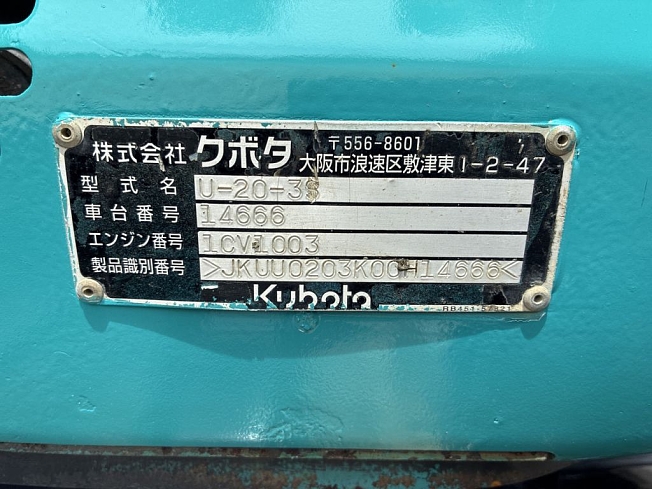 株式会社 クボタ 〒556-8601
大阪市浪速区敷津東1-2-47
型式名 U-20-3S
車台番号 14666
エンジン番号 1CV1003
製品識別番号 >JKUU0203K00H14666<
Kubota